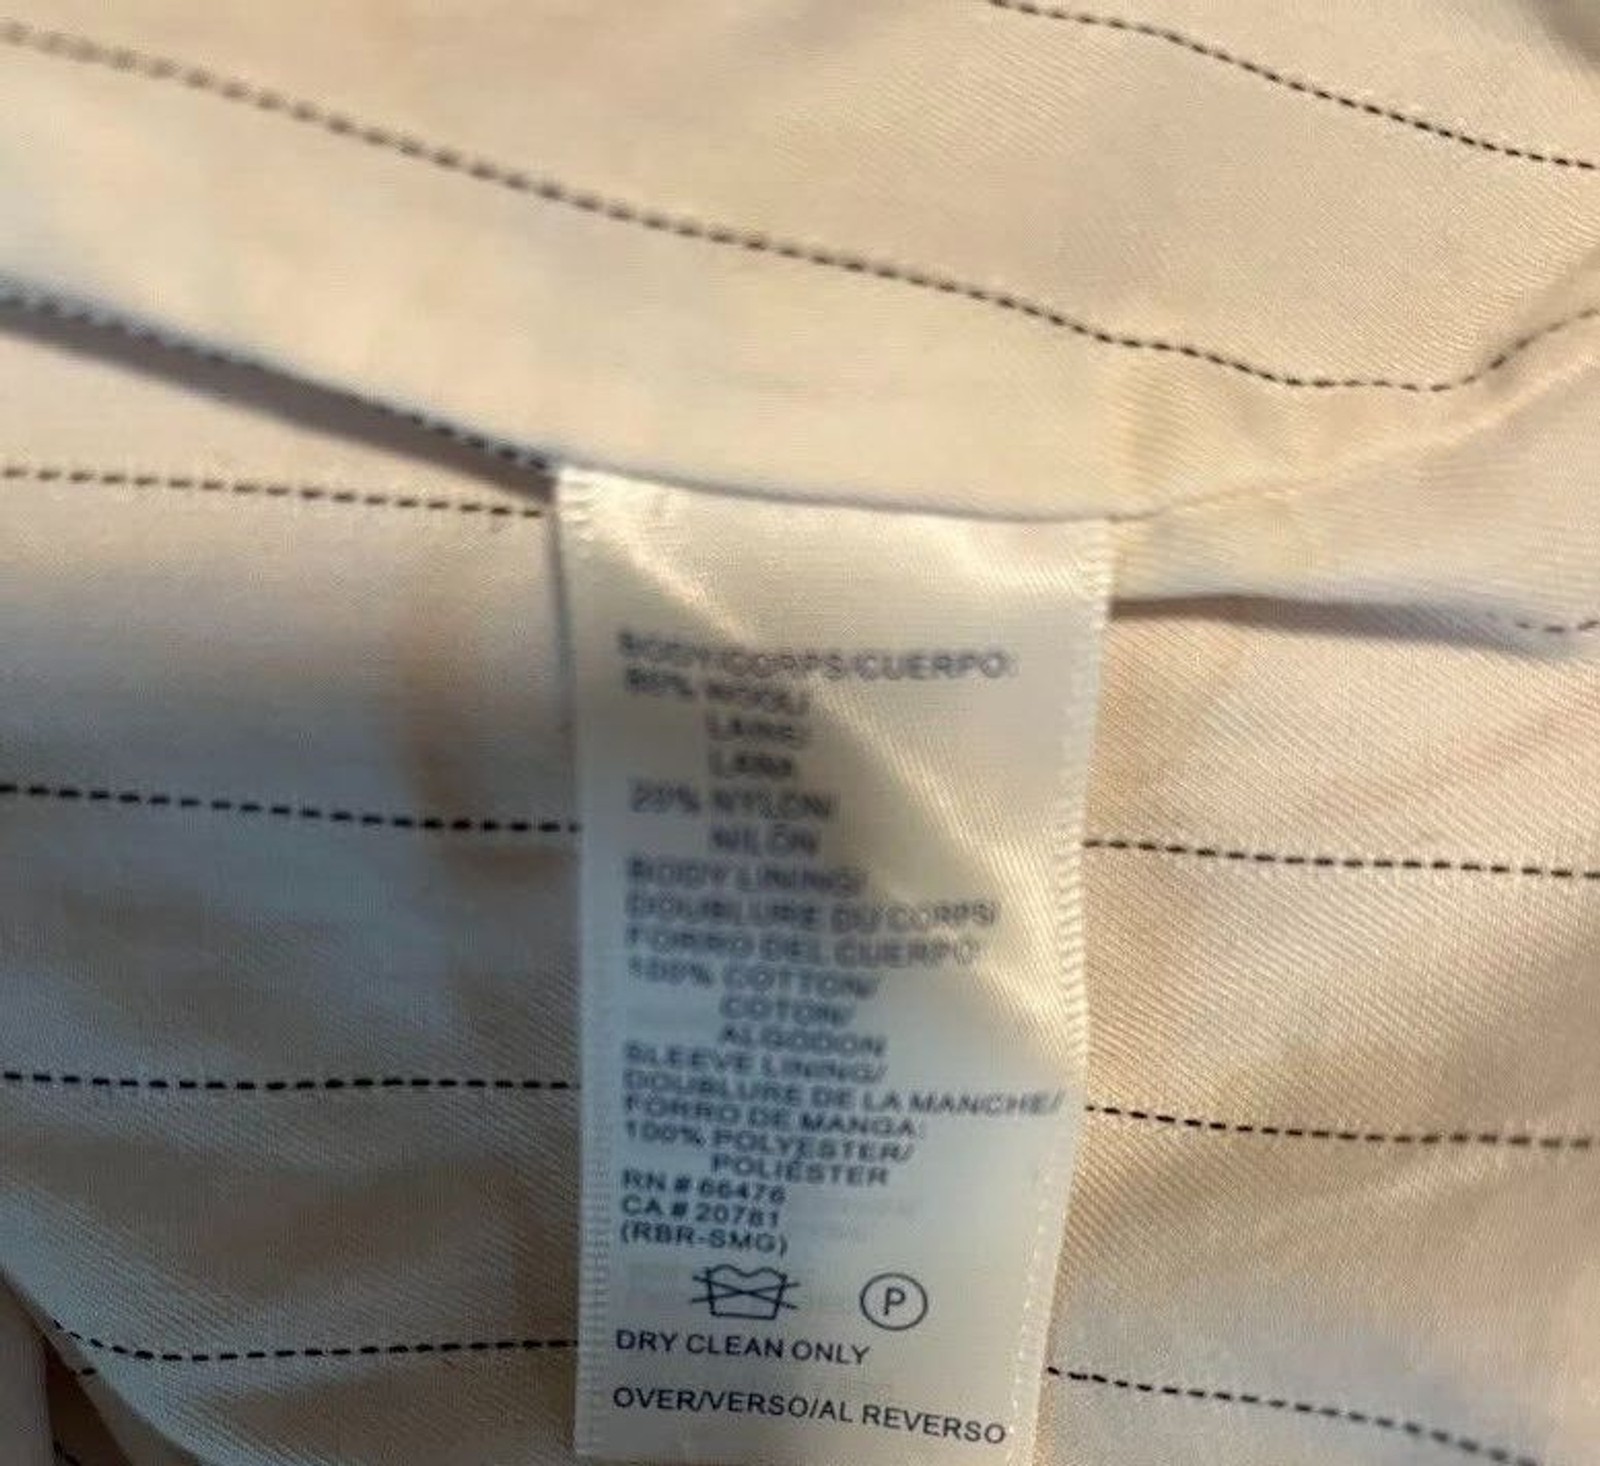 BODY/CORPS/CUERPO:
80% WOOL/
LAINE/
LANA
20% NYLON/
NILÓN
BODY LINING/
DOUBLURE DU CORPS/
FORRO DEL CUERPO:
100% COTTON/
COTON/
ALGODON
SLEEVE LINING/
DOUBLURE DE LA MANCHE/
FORRO DE MANGA:
100% POLYESTER/
POLIÉSTER
RN # 66476
CA # 20781
(RBR-SMG)
P
DRY CLEAN ONLY
OVER/VERSO/AL REVERSO